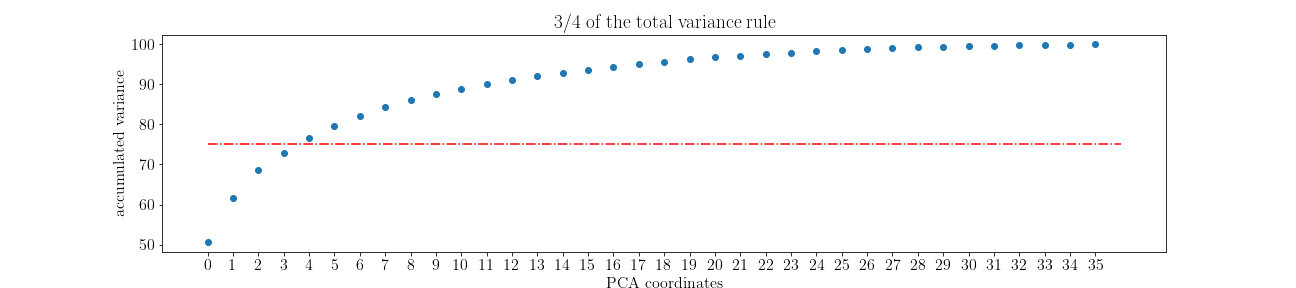 3/4 of the total variance rule
100
90
80
70
60
50
accumulated variance
0 1 2 3 4 5 6 7 8 9 10 11 12 13 14 15 16 17 18 19 20 21 22 23 24 25 26 27 28 29 30 31 32 33 34 35
PCA coordinates